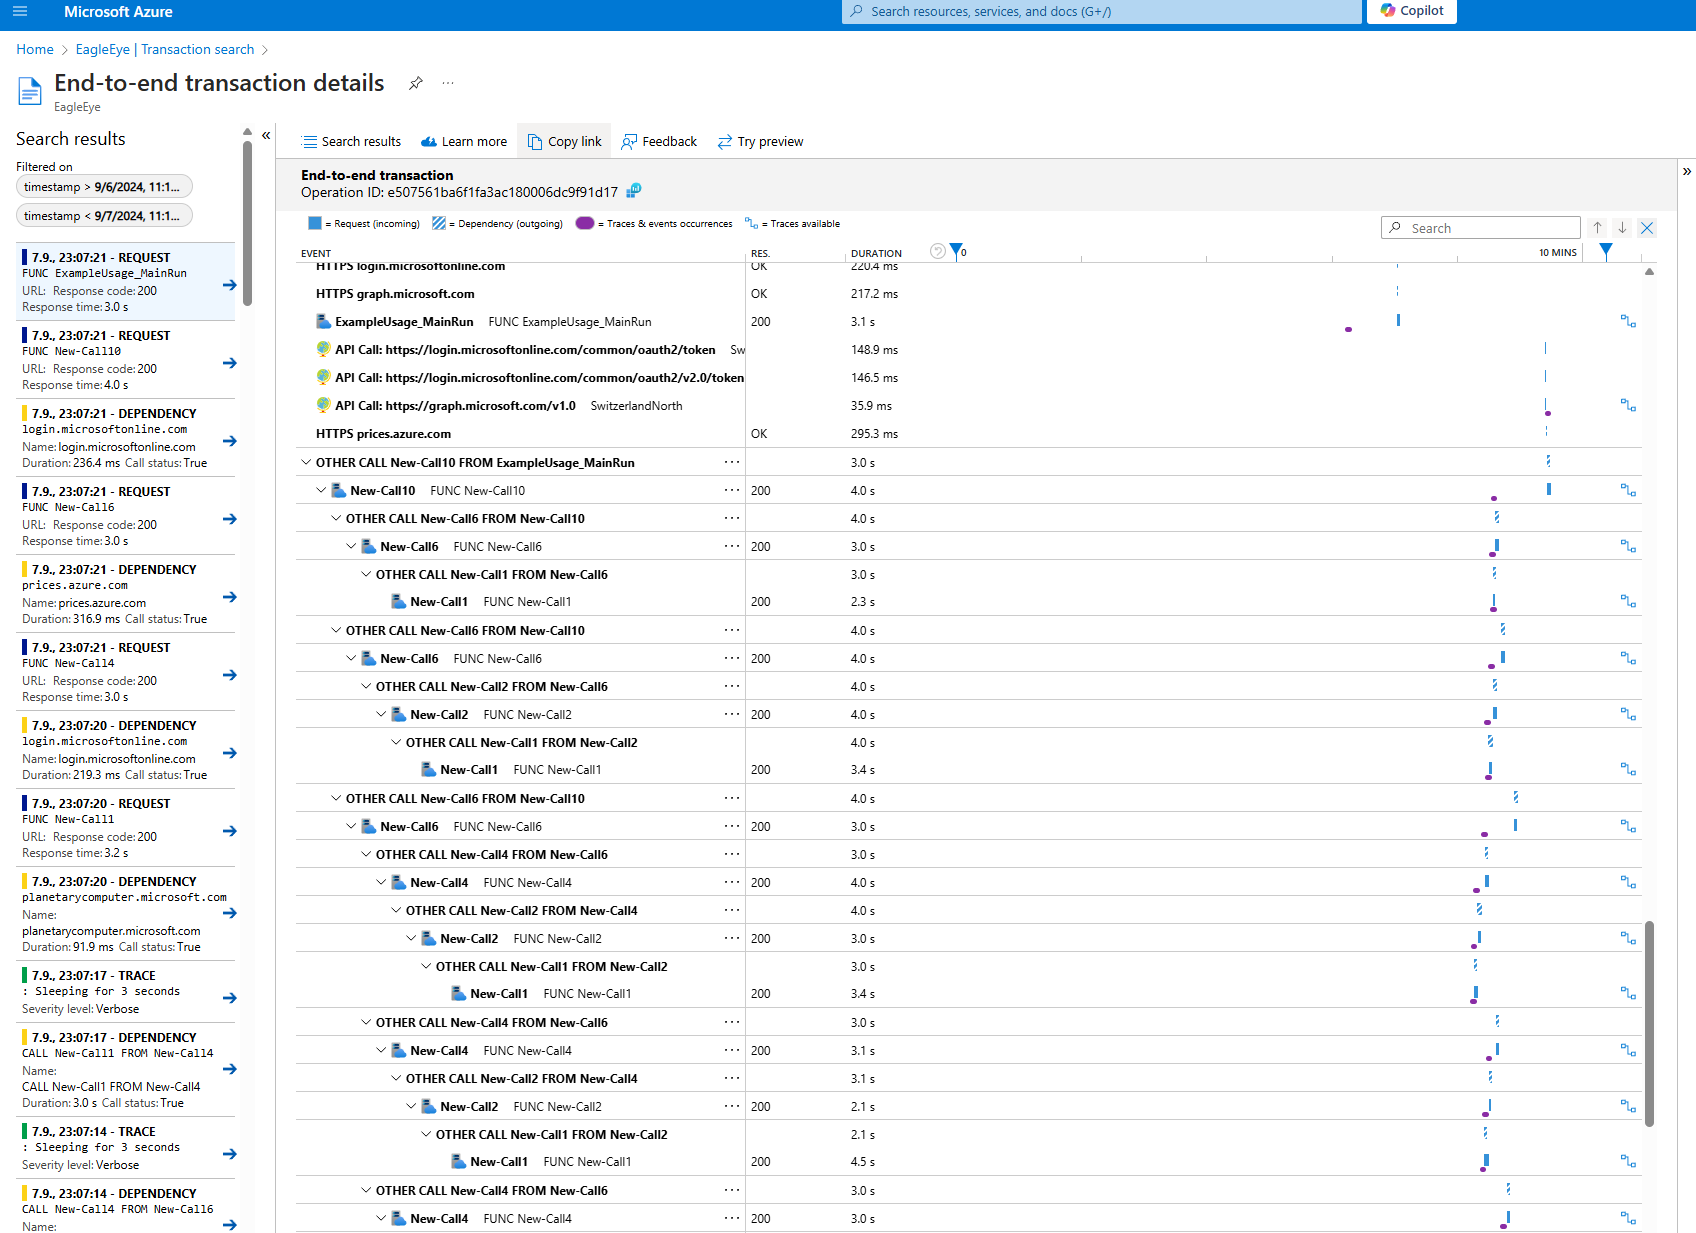 Microsoft Azure
Search resources, services, and docs (G+/)
Copilot
Home > EagleEye | Transaction search >
End-to-end transaction details
...
EagleEye
Search results
«
Filtered on
timestamp > 9/6/2024, 11:1...
timestamp < 9/7/2024, 11:1...
7.9., 23:07:21 - REQUEST
FUNC ExampleUsage_MainRun
URL: Response code: 200
Response time: 3.0 s
7.9., 23:07:21 - REQUEST
FUNC New-Call10
URL: Response code: 200
Response time: 4.0 s
7.9., 23:07:21 - DEPENDENCY
login.microsoftonline.com
Name: login.microsoftonline.com
Duration: 236.4 ms Call status: True
7.9., 23:07:21 - REQUEST
FUNC New-Call6
URL: Response code: 200
Response time: 3.0 s
7.9., 23:07:21 - DEPENDENCY
prices.azure.com
Name: prices.azure.com
Duration: 316.9 ms Call status: True
7.9., 23:07:21 - REQUEST
FUNC New-Call4
URL: Response code: 200
Response time: 3.0 s
7.9., 23:07:20 - DEPENDENCY
login.microsoftonline.com
Name: login.microsoftonline.com
Duration: 219.3 ms Call status: True
7.9., 23:07:20 - REQUEST
FUNC New-Call1
URL: Response code: 200
Response time: 3.2 s
7.9., 23:07:20 - DEPENDENCY
planetarycomputer.microsoft.com
Name:
planetarycomputer.microsoft.com
Duration: 91.9 ms Call status: True
7.9., 23:07:17 - TRACE
: Sleeping for 3 seconds
Severity level: Verbose
7.9., 23:07:17 - DEPENDENCY
CALL New-Call1 FROM New-Call4
Name:
CALL New-Call1 FROM New-Call4
Duration: 3.0 s Call status: True
7.9., 23:07:14 - TRACE
: Sleeping for 3 seconds
Severity level: Verbose
7.9., 23:07:14 - DEPENDENCY
CALL New-Call4 FROM New-Call6
Name:
Search results Learn more Copy link Feedback Try preview
End-to-end transaction
»
Operation ID: e507561ba6f1fa3ac180006dc9f91d17
= Request (incoming) = Dependency (outgoing) = Traces & events occurrences = Traces available
Search
EVENT RES. DURATION 0 10 MINS
HTTPS login.microsoftonline.com OK 220.4 ms
HTTPS graph.microsoft.com OK 217.2 ms
ExampleUsage_MainRun FUNC ExampleUsage_MainRun 200 3.1 s
API Call: https://login.microsoftonline.com/common/oauth2/token Sw 148.9 ms
API Call: https://login.microsoftonline.com/common/oauth2/v2.0/token 146.5 ms
API Call: https://graph.microsoft.com/v1.0 SwitzerlandNorth 35.9 ms
HTTPS prices.azure.com OK 295.3 ms
OTHER CALL New-Call10 FROM ExampleUsage_MainRun ... 3.0 s
New-Call10 FUNC New-Call10 ... 200 4.0 s
OTHER CALL New-Call6 FROM New-Call10 ... 4.0 s
New-Call6 FUNC New-Call6 ... 200 3.0 s
OTHER CALL New-Call1 FROM New-Call6 3.0 s
New-Call1 FUNC New-Call1 200 2.3 s
OTHER CALL New-Call6 FROM New-Call10 ... 4.0 s
New-Call6 FUNC New-Call6 ... 200 4.0 s
OTHER CALL New-Call2 FROM New-Call6 ... 4.0 s
New-Call2 FUNC New-Call2 ... 200 4.0 s
OTHER CALL New-Call1 FROM New-Call2 ... 4.0 s
New-Call1 FUNC New-Call1 200 3.4 s
OTHER CALL New-Call6 FROM New-Call10 ... 4.0 s
New-Call6 FUNC New-Call6 ... 200 3.0 s
OTHER CALL New-Call4 FROM New-Call6 ... 3.0 s
New-Call4 FUNC New-Call4 ... 200 4.0 s
OTHER CALL New-Call2 FROM New-Call4 ... 4.0 s
New-Call2 FUNC New-Call2 ... 200 3.0 s
OTHER CALL New-Call1 FROM New-Call2 ... 3.0 s
New-Call1 FUNC New-Call1 200 3.4 s
OTHER CALL New-Call4 FROM New-Call6 ... 3.0 s
New-Call4 FUNC New-Call4 ... 200 3.1 s
OTHER CALL New-Call2 FROM New-Call4 ... 3.1 s
New-Call2 FUNC New-Call2 ... 200 2.1 s
OTHER CALL New-Call1 FROM New-Call2 ... 2.1 s
New-Call1 FUNC New-Call1 200 4.5 s
OTHER CALL New-Call4 FROM New-Call6 ... 3.0 s
New-Call4 FUNC New-Call4 ... 200 3.0 s